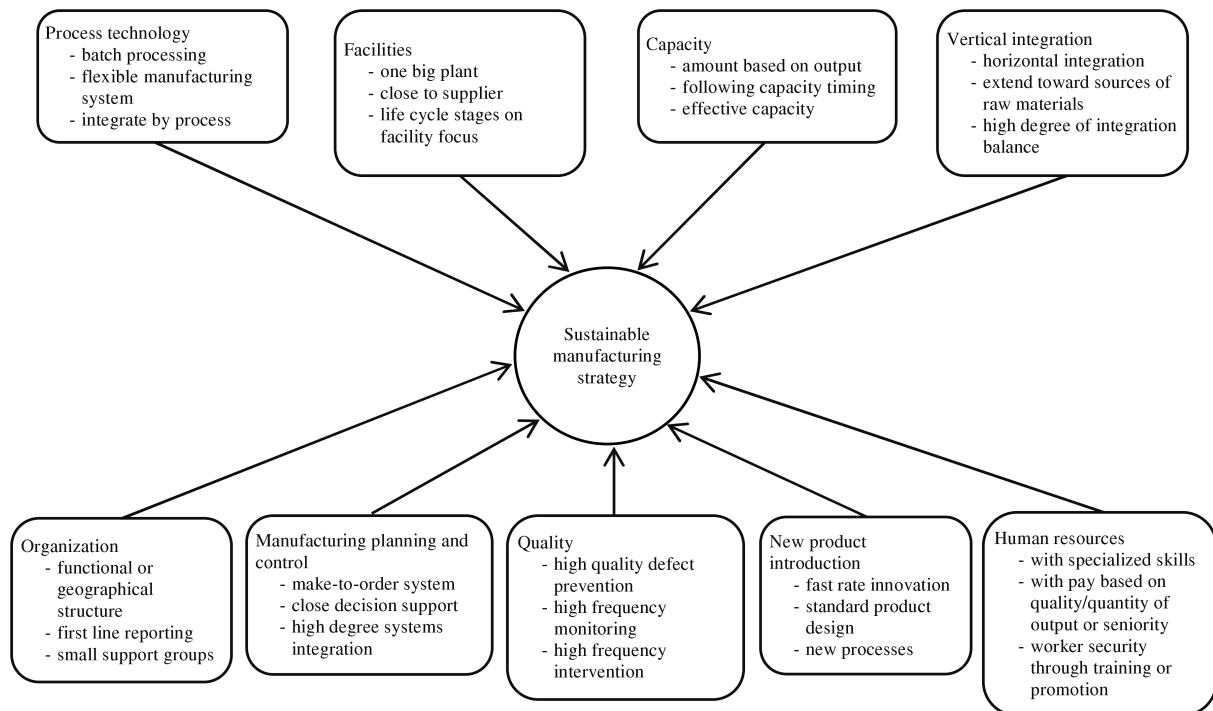 Process technology
- batch processing
- flexible manufacturing
system
- integrate by process
Facilities
- one big plant
- close to supplier
- life cycle stages on
facility focus
Capacity
- amount based on output
- following capacity timing
- effective capacity
Vertical integration
- horizontal integration
- extend toward sources of
raw materials
- high degree of integration
balance
Sustainable
manufacturing
strategy
Organization
- functional or
geographical
structure
- first line reporting
- small support groups
Manufacturing planning and
control
- make-to-order system
- close decision support
- high degree systems
integration
Quality
- high quality defect
prevention
- high frequency
monitoring
- high frequency
intervention
New product
introduction
- fast rate innovation
- standard product
design
- new processes
Human resources
- with specialized skills
- with pay based on
quality/quantity of
output or seniority
- worker security
through training or
promotion